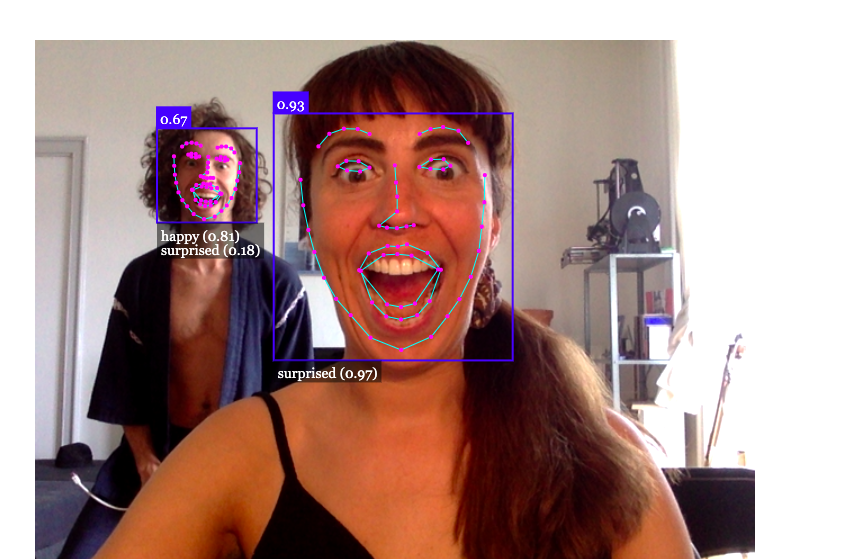 0.67
0.93
happy (0.81)
surprised (0.18)
surprised (0.97)